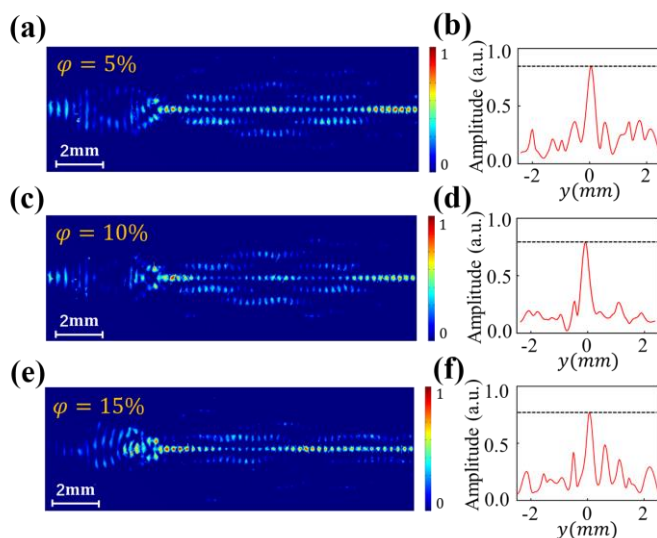 (a)
φ = 5%
2mm
1
0
(b)
Amplitude (a.u.)
1.0
0.5
0.0
-2
0
2
y(mm)
(c)
φ = 10%
2mm
1
0
(d)
Amplitude (a.u.)
1.0
0.5
0.0
-2
0
2
y(mm)
(e)
φ = 15%
2mm
1
0
(f)
Amplitude (a.u.)
1.0
0.5
0.0
-2
0
2
y(mm)